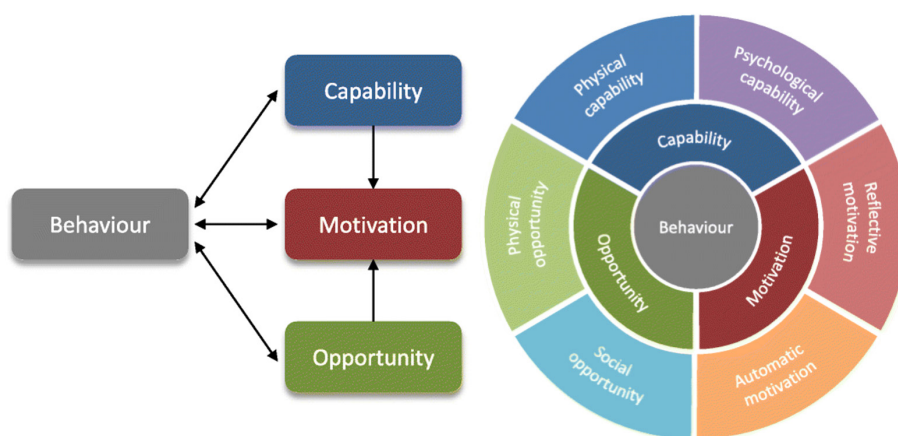 Capability
Behaviour
Motivation
Opportunity
Physical
capability
Psychological
capability
Capability
Physical
opportunity
Opportunity
Behaviour
Motivation
Reflective
motivation
Social
opportunity
Automatic
motivation